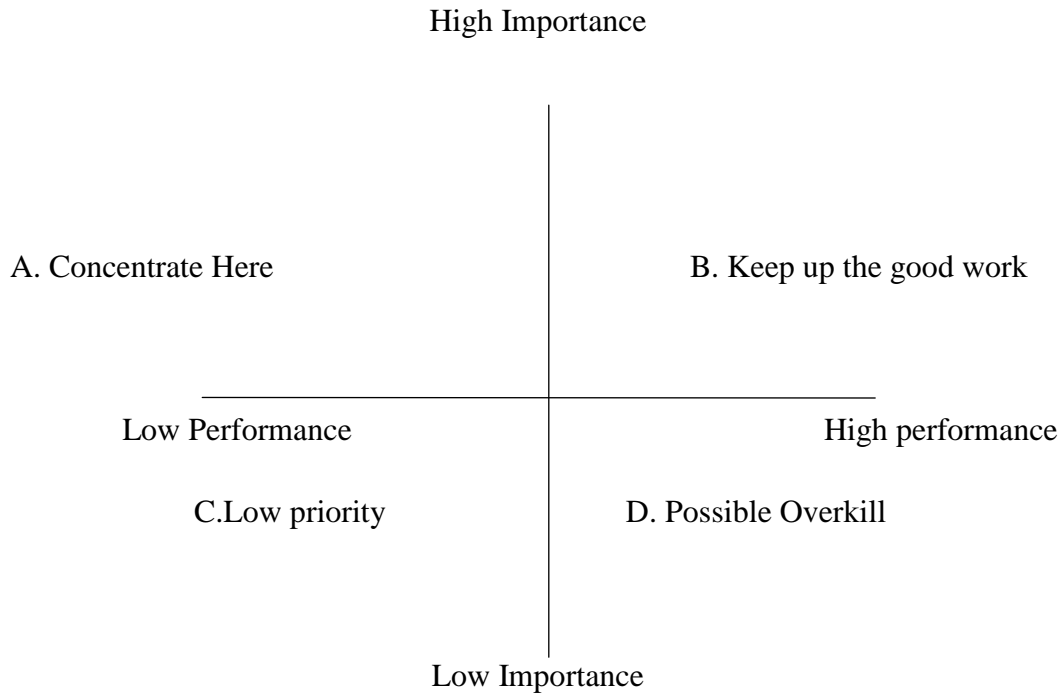 High Importance
A. Concentrate Here
B. Keep up the good work
Low Performance
High performance
C.Low priority
D. Possible Overkill
Low Importance